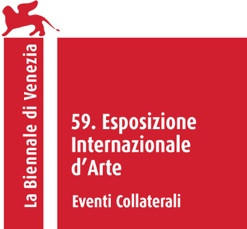 La Biennale di Venezia
59. Esposizione
Internazionale
d'Arte
Eventi Collaterali